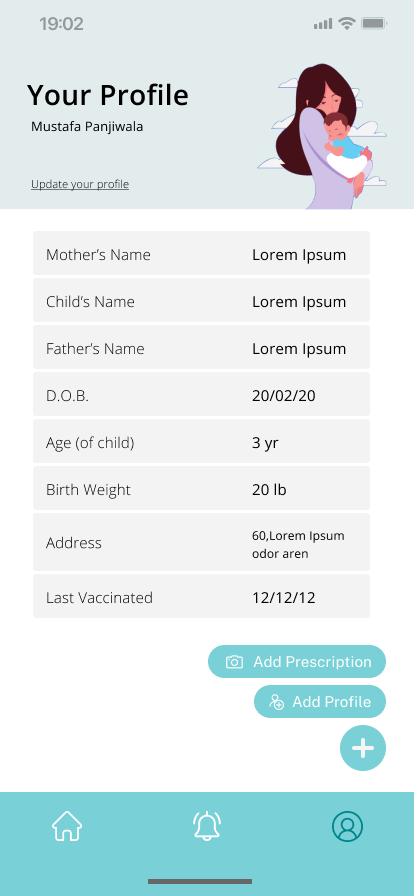 19:02
Your Profile
Mustafa Panjiwala
Update your profile
Mother's Name Lorem Ipsum
Child's Name Lorem Ipsum
Father's Name Lorem Ipsum
D.O.B. 20/02/20
Age (of child) 3 yr
Birth Weight 20 lb
Address 60,Lorem Ipsum
odor aren
Last Vaccinated 12/12/12
Add Prescription
Add Profile